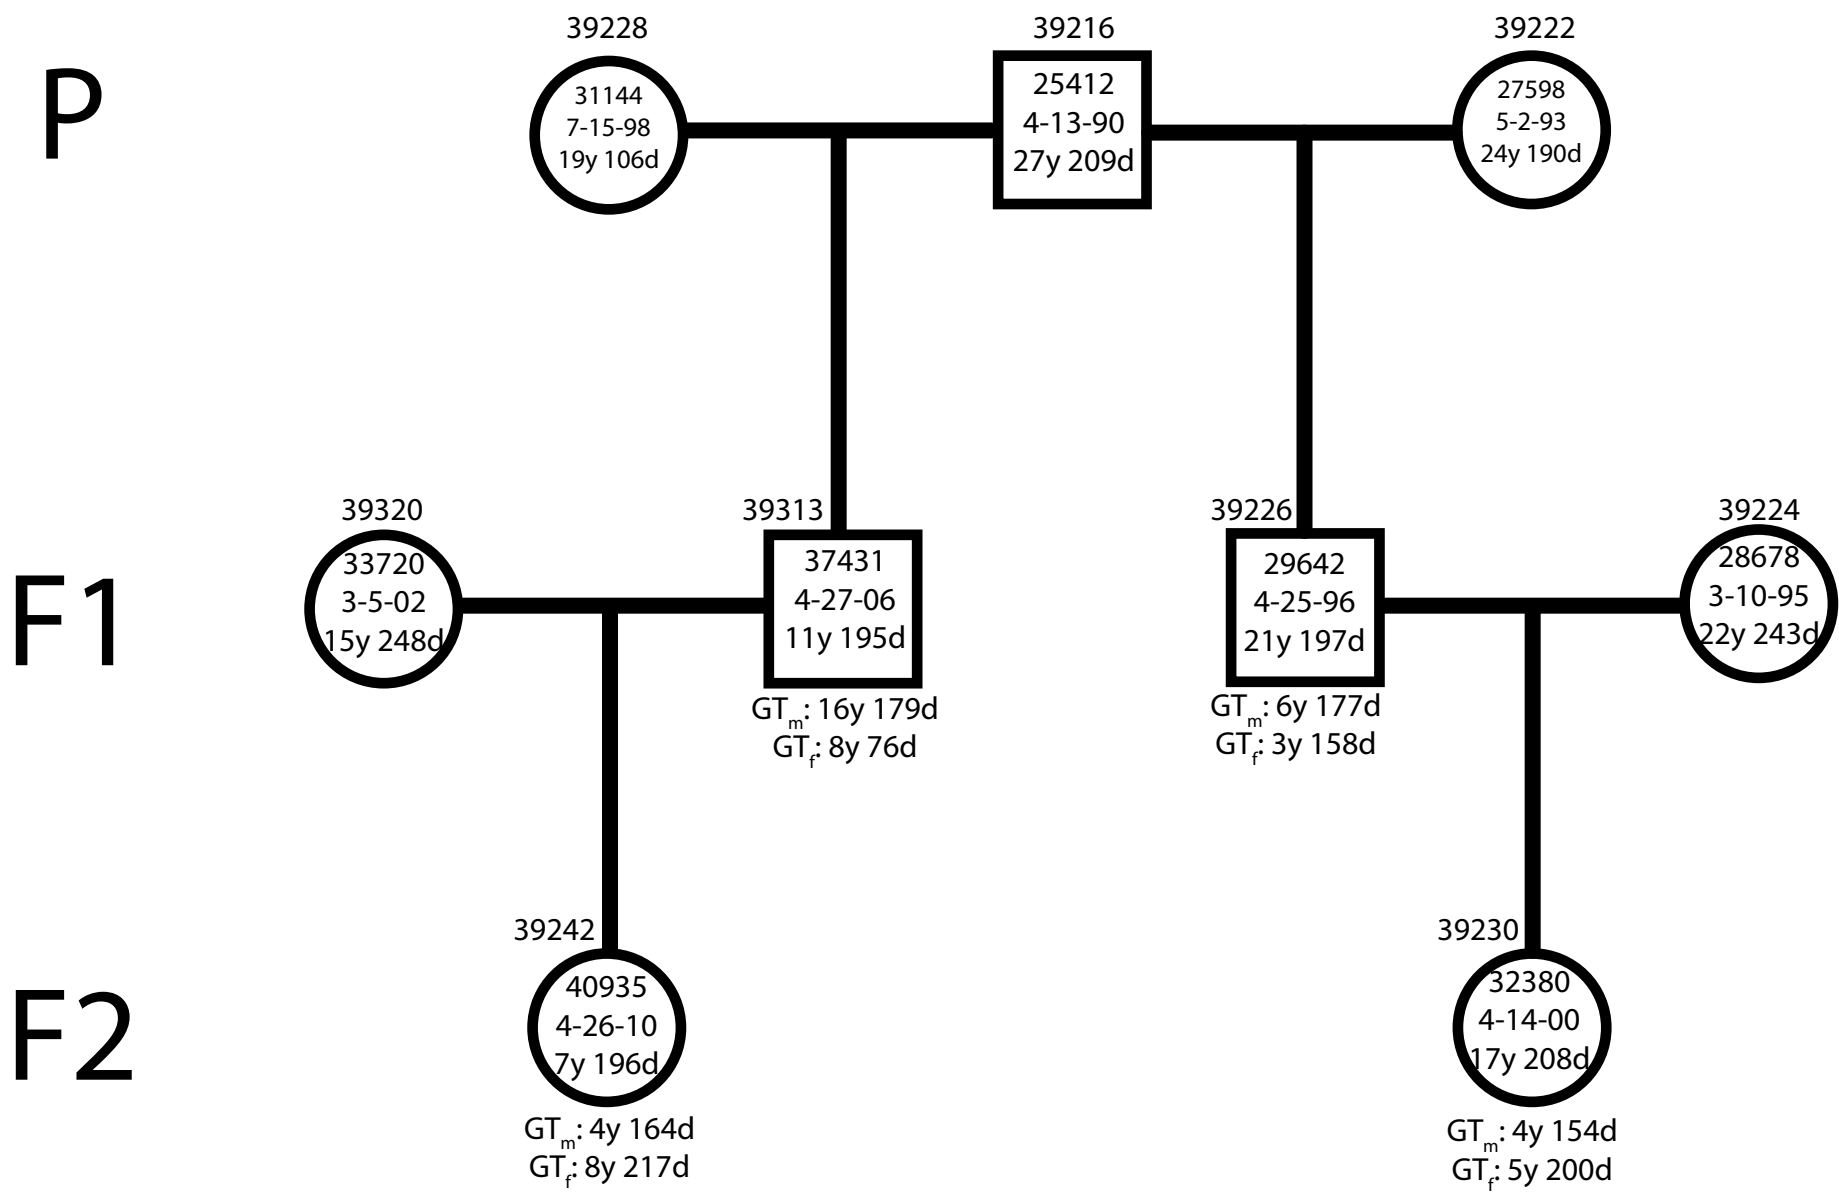 P
39228
31144
7-15-98
19y 106d
39216
25412
4-13-90
27y 209d
39222
27598
5-2-93
24y 190d
F1
39320
33720
3-5-02
15y 248d
39313
37431
4-27-06
11y 195d
GTm: 16y 179d
GTf: 8y 76d
39226
29642
4-25-96
21y 197d
GTm: 6y 177d
GTf: 3y 158d
39224
28678
3-10-95
22y 243d
F2
39242
40935
4-26-10
7y 196d
GTm: 4y 164d
GTf: 8y 217d
39230
32380
4-14-00
17y 208d
GTm: 4y 154d
GTf: 5y 200d